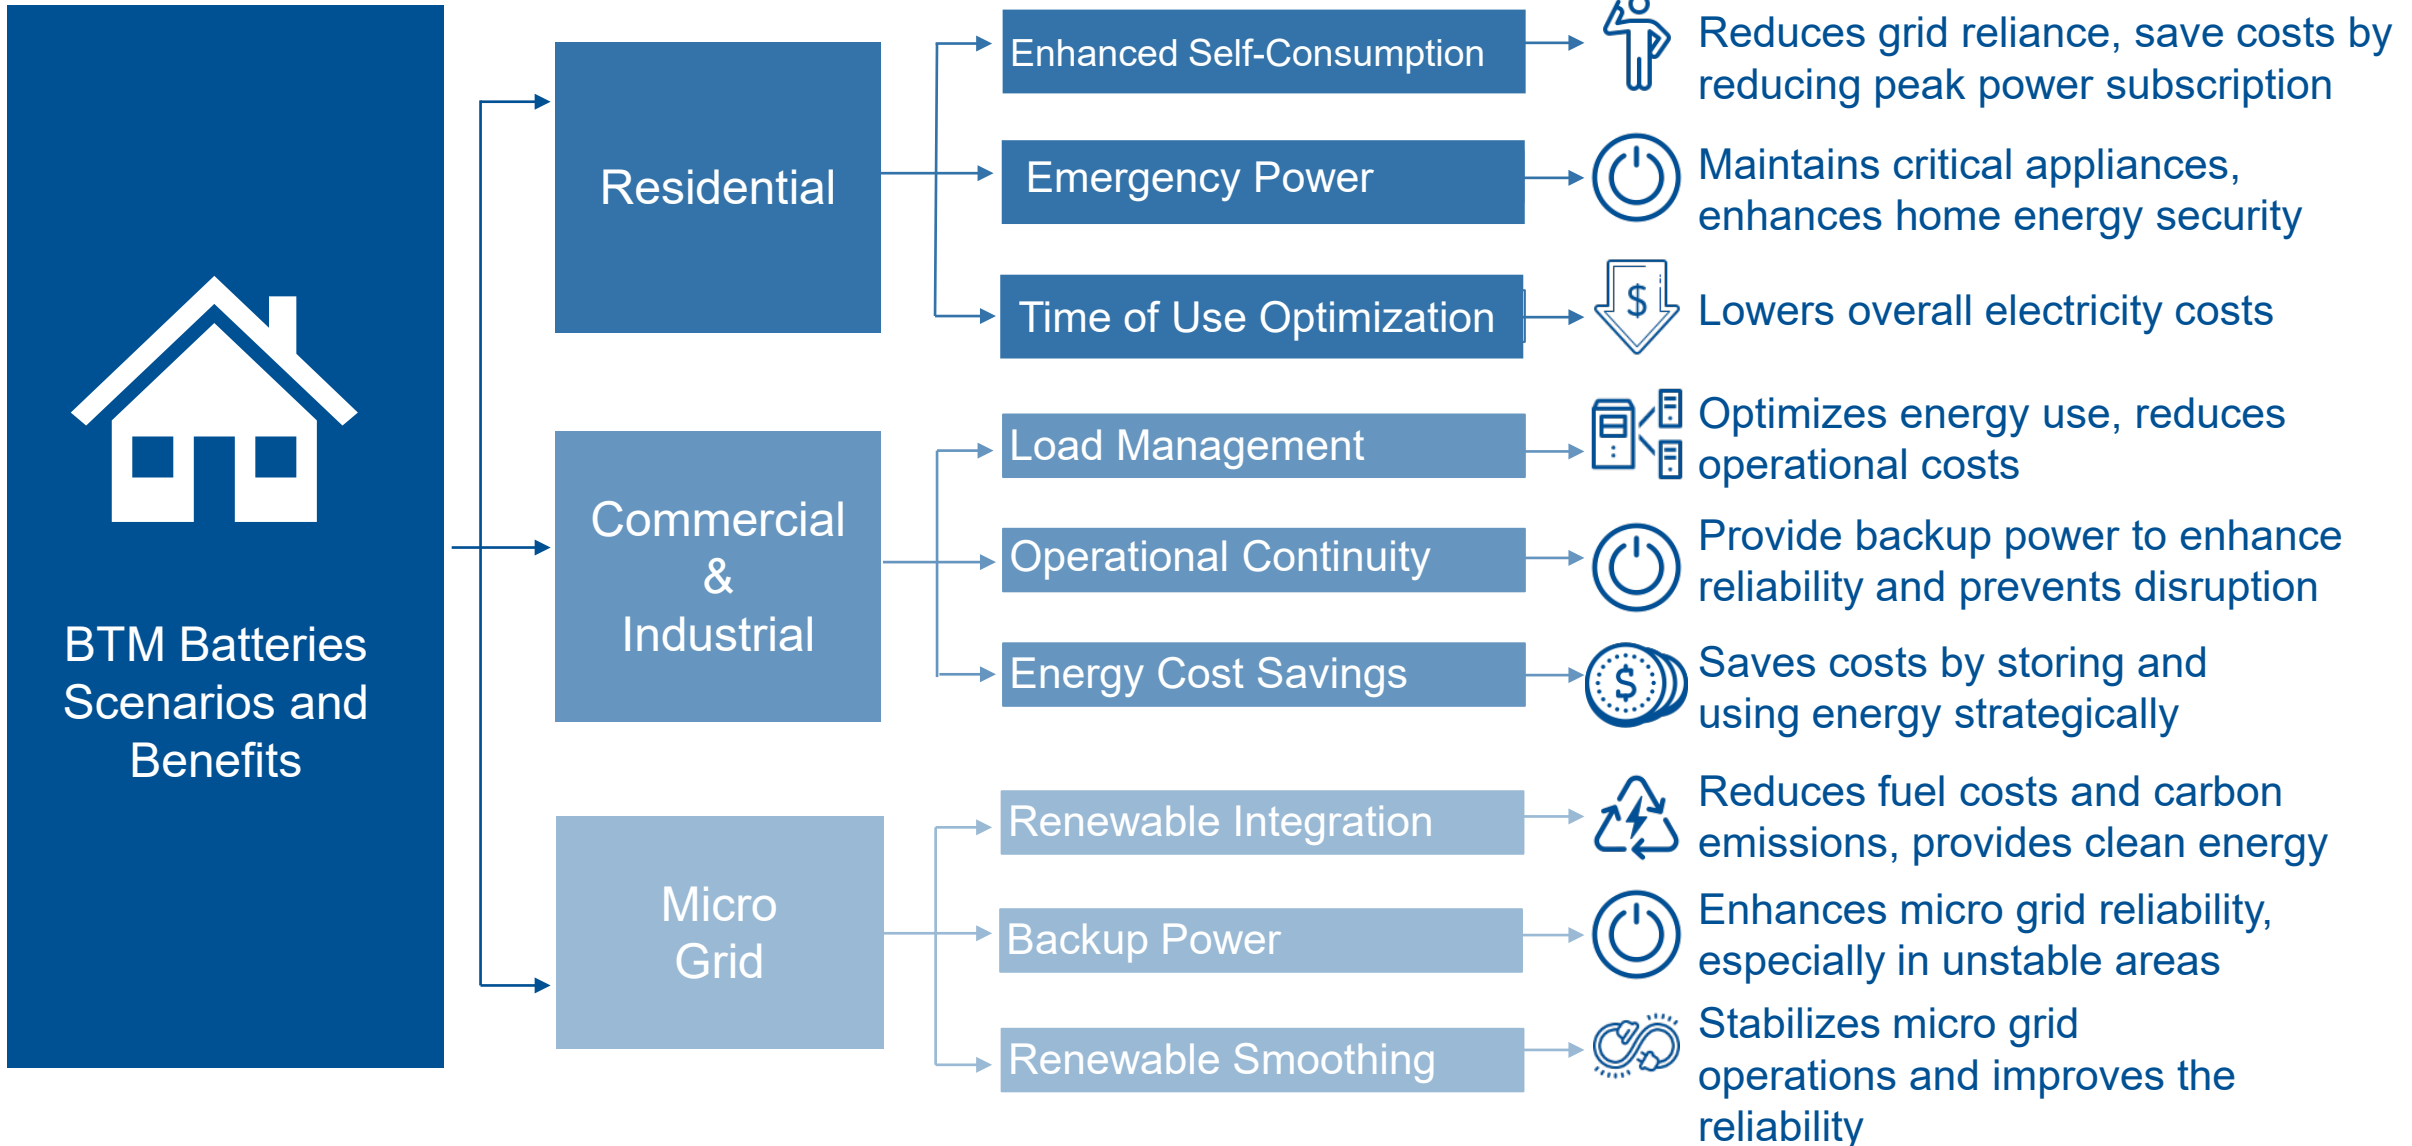 BTM Batteries
Scenarios and
Benefits
Residential
Enhanced Self-Consumption
Reduces grid reliance, save costs by
reducing peak power subscription
Emergency Power
Maintains critical appliances,
enhances home energy security
Time of Use Optimization
$
Lowers overall electricity costs
Commercial
&
Industrial
Load Management
Optimizes energy use, reduces
operational costs
Operational Continuity
Provide backup power to enhance
reliability and prevents disruption
Energy Cost Savings
$
Saves costs by storing and
using energy strategically
Micro
Grid
Renewable Integration
Reduces fuel costs and carbon
emissions, provides clean energy
Backup Power
Enhances micro grid reliability,
especially in unstable areas
Renewable Smoothing
Stabilizes micro grid
operations and improves the
reliability